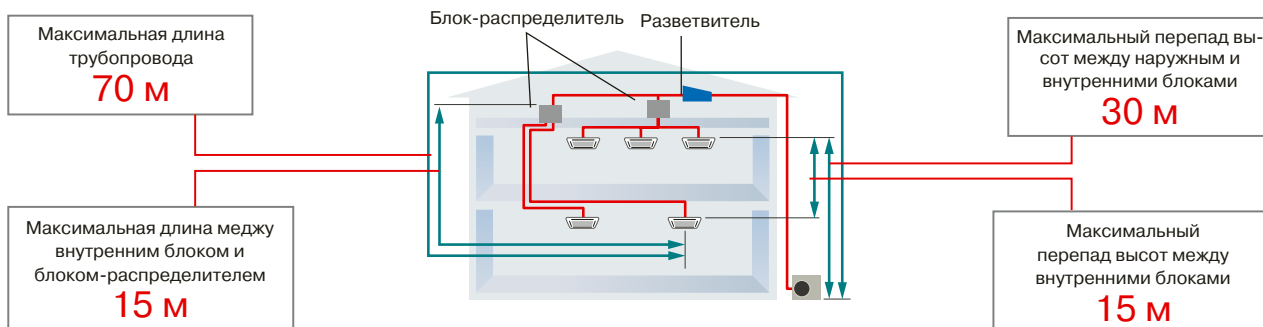 Максимальная длина
трубопровода
70 м
Блок-распределитель
Разветвитель
Максимальный перепад вы-
сот между наружным и
внутренними блоками
30 м
Максимальная длина меджу
внутренним блоком и
блоком-распределителем
15 м
Максимальный
перепад высот между
внутренними блоками
15 м